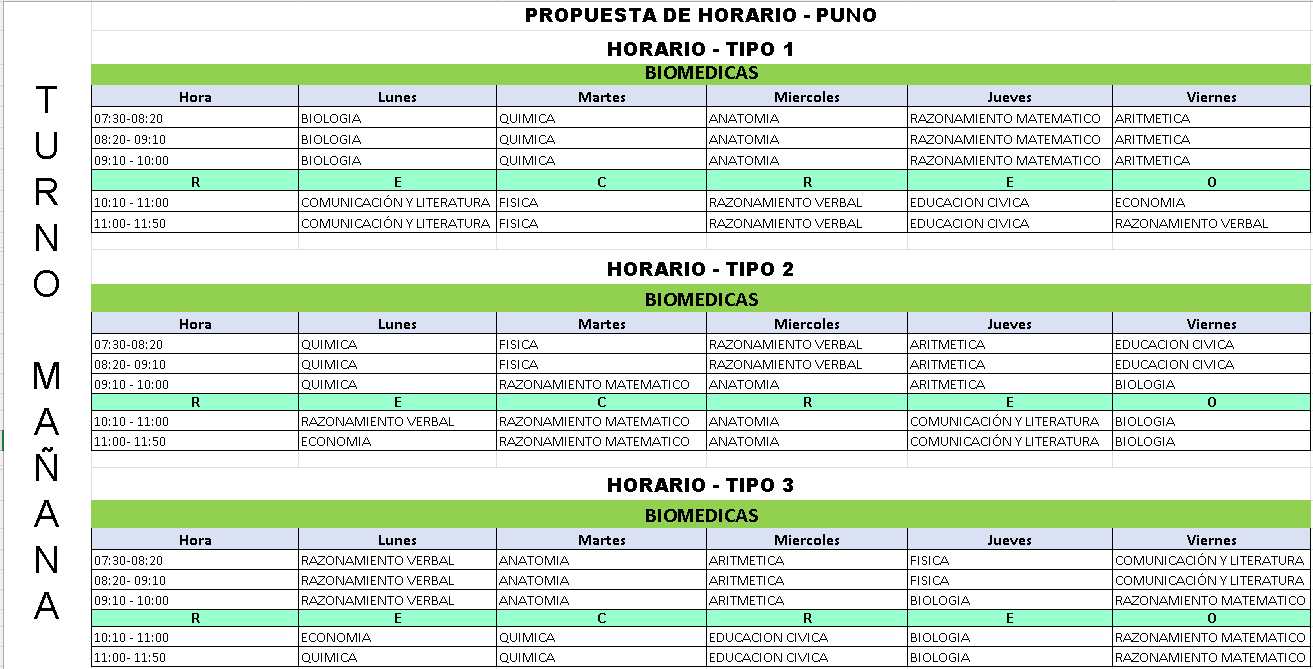 PROPUESTA DE HORARIO - PUNO
TURNO MAÑANA
HORARIO - TIPO 1
BIOMEDICAS
Hora Lunes Martes Miercoles Jueves Viernes
07:30-08:20 BIOLOGIA QUIMICA ANATOMIA RAZONAMIENTO MATEMATICO ARITMETICA
08:20- 09:10 BIOLOGIA QUIMICA ANATOMIA RAZONAMIENTO MATEMATICO ARITMETICA
09:10 - 10:00 BIOLOGIA QUIMICA ANATOMIA RAZONAMIENTO MATEMATICO ARITMETICA
R E C R E O
10:10 - 11:00 COMUNICACIÓN Y LITERATURA FISICA RAZONAMIENTO VERBAL EDUCACION CIVICA ECONOMIA
11:00- 11:50 COMUNICACIÓN Y LITERATURA FISICA RAZONAMIENTO VERBAL EDUCACION CIVICA RAZONAMIENTO VERBAL
HORARIO - TIPO 2
BIOMEDICAS
Hora Lunes Martes Miercoles Jueves Viernes
07:30-08:20 QUIMICA FISICA RAZONAMIENTO VERBAL ARITMETICA EDUCACION CIVICA
08:20- 09:10 QUIMICA FISICA RAZONAMIENTO VERBAL ARITMETICA EDUCACION CIVICA
09:10 - 10:00 QUIMICA RAZONAMIENTO MATEMATICO ANATOMIA ARITMETICA BIOLOGIA
R E C R E O
10:10 - 11:00 RAZONAMIENTO VERBAL RAZONAMIENTO MATEMATICO ANATOMIA COMUNICACIÓN Y LITERATURA BIOLOGIA
11:00- 11:50 ECONOMIA RAZONAMIENTO MATEMATICO ANATOMIA COMUNICACIÓN Y LITERATURA BIOLOGIA
HORARIO - TIPO 3
BIOMEDICAS
Hora Lunes Martes Miercoles Jueves Viernes
07:30-08:20 RAZONAMIENTO VERBAL ANATOMIA ARITMETICA FISICA COMUNICACIÓN Y LITERATURA
08:20- 09:10 RAZONAMIENTO VERBAL ANATOMIA ARITMETICA FISICA COMUNICACIÓN Y LITERATURA
09:10 - 10:00 RAZONAMIENTO VERBAL ANATOMIA ARITMETICA BIOLOGIA RAZONAMIENTO MATEMATICO
R E C R E O
10:10 - 11:00 ECONOMIA QUIMICA EDUCACION CIVICA BIOLOGIA RAZONAMIENTO MATEMATICO
11:00- 11:50 QUIMICA QUIMICA EDUCACION CIVICA BIOLOGIA RAZONAMIENTO MATEMATICO